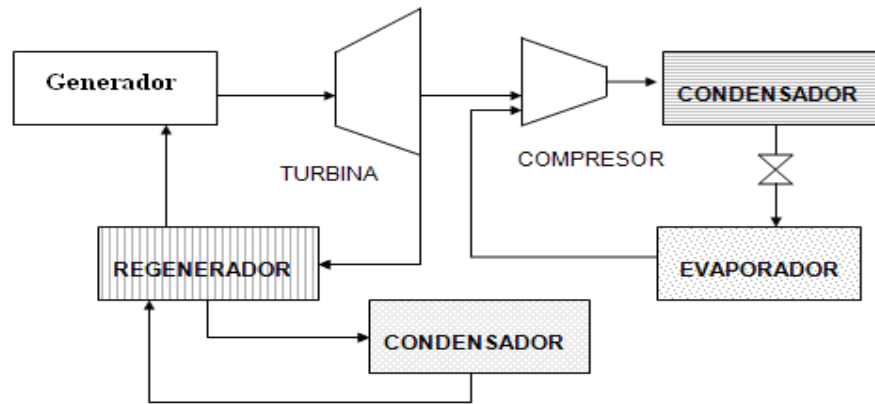 Generador
CONDENSADOR
TURBINA
COMPRESOR
REGENERADOR
EVAPORADOR
CONDENSADOR